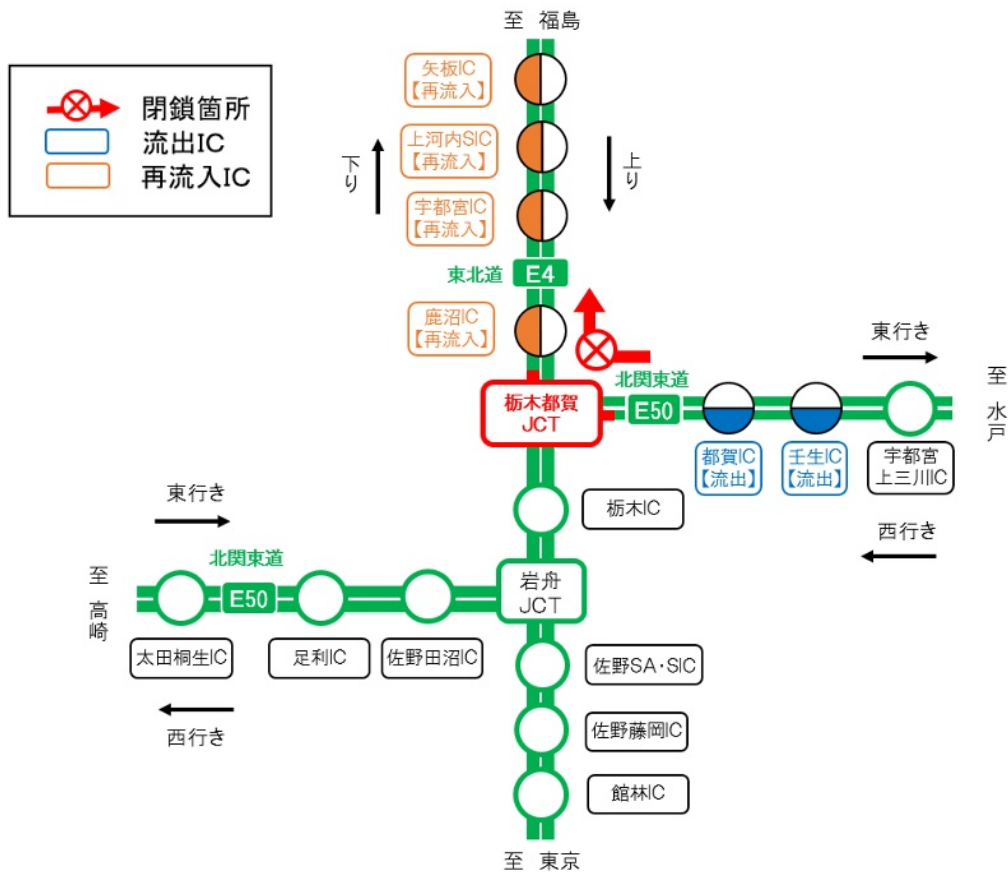 至 福島
閉鎖箇所
流出IC
再流入IC
矢板IC
【再流入】
上河内SIC
【再流入】
宇都宮IC
【再流入】
下り
上り
東北道
E4
鹿沼IC
【再流入】
東行き
北関東道
E50
至 水戸
栃木都賀
JCT
都賀IC
【流出】
壬生IC
【流出】
宇都宮
上三川IC
栃木IC
東行き
西行き
北関東道
E50
至 高崎
岩舟
JCT
太田桐生IC
足利IC
佐野田沼IC
佐野SA・SIC
西行き
佐野藤岡IC
館林IC
至 東京